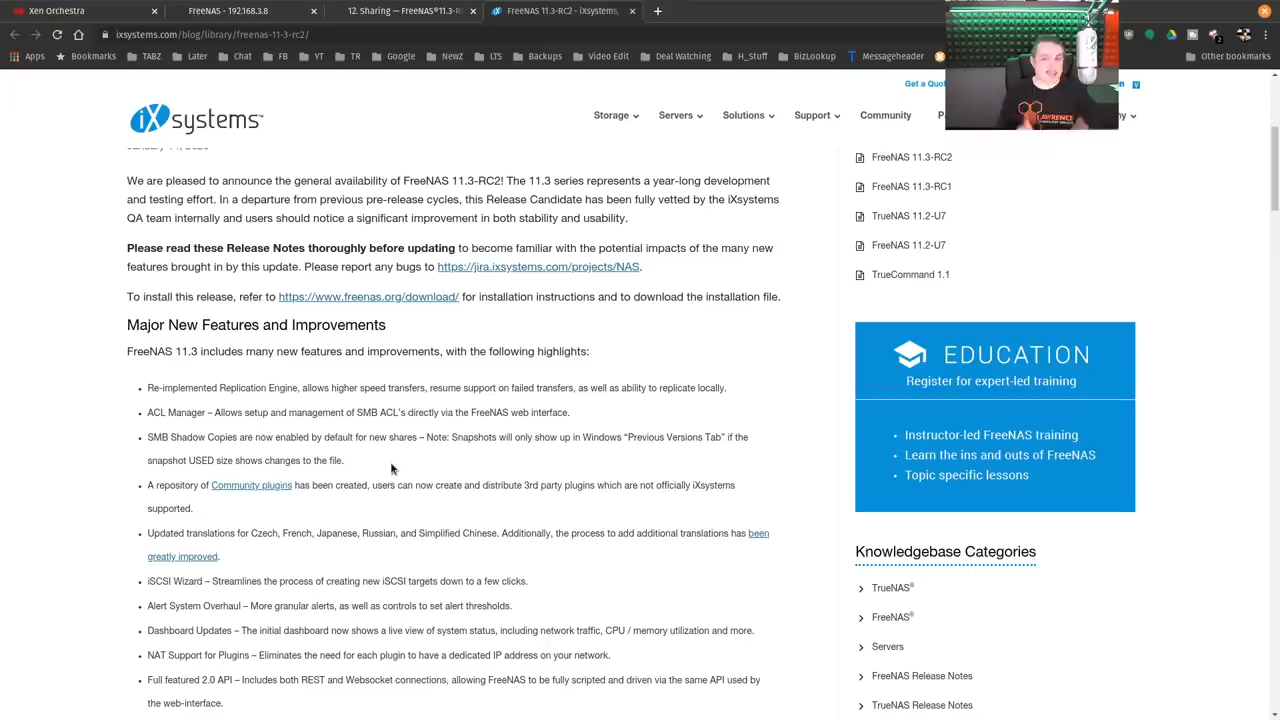 Xen Orchestra
FreeNAS - 192.168.3.8
12. Sharing — FreeNAS®11.3-
FreeNAS 11.3-RC2 - iXsystems,
ixsystems.com/blog/library/freenas-11-3-rc2/
Apps
Bookmarks
TAB2
Later
Video Edit
LTS
Backup
Deal Watching
H_Stuff
BizLookup
Messageheader
Other bookmarks
Get a Quo
iXsystems™
Storage
Servers
Solutions
Support
Community
LAWRENCE
We are pleased to announce the general availability of FreeNAS 11.3-RC2! The 11.3 series represents a year-long development
and testing effort. In a departure from previous pre-release cycles, this Release Candidate has been fully vetted by the iXsystems
QA team internally and users should notice a significant improvement in both stability and usability.
Please read these Release Notes thoroughly before updating to become familiar with the potential impacts of the many new
features brought in by this update. Please report any bugs to https://jira.ixsystems.com/projects/NAS.
To install this release, refer to https://www.freenas.org/download/ for installation instructions and to download the installation file.
Major New Features and Improvements
FreeNAS 11.3 includes many new features and improvements, with the following highlights:
• Re-implemented Replication Engine, allows higher speed transfers, resume support on failed transfers, as well as ability to replicate locally.
• ACL Manager – Allows setup and management of SMB ACL's directly via the FreeNAS web interface.
• SMB Shadow Copies are now enabled by default for new shares – Note: Snapshots will only show up in Windows “Previous Versions Tab” if the
snapshot USED size shows changes to the file.
• A repository of Community plugins has been created, users can now create and distribute 3rd party plugins which are not officially iXsystems
supported.
• Updated translations for Czech, French, Japanese, Russian, and Simplified Chinese. Additionally, the process to add additional translations has been
greatly improved.
• iSCSI Wizard – Streamlines the process of creating new iSCSI targets down to a few clicks.
• Alert System Overhaul – More granular alerts, as well as controls to set alert thresholds.
• Dashboard Updates – The initial dashboard now shows a live view of system status, including network traffic, CPU / memory utilization and more.
• NAT Support for Plugins – Eliminates the need for each plugin to have a dedicated IP address on your network.
• Full featured 2.0 API – Includes both REST and Websocket connections, allowing FreeNAS to be fully scripted and driven via the same API used by
the web-interface.
FreeNAS 11.3-RC2
FreeNAS 11.3-RC1
TrueNAS 11.2-U7
FreeNAS 11.2-U7
TrueCommand 1.1
EDUCATION
Register for expert-led training
• Instructor-led FreeNAS training
• Learn the ins and outs of FreeNAS
• Topic specific lessons
Knowledgebase Categories
TrueNAS®
FreeNAS®
Servers
FreeNAS Release Notes
TrueNAS Release Notes